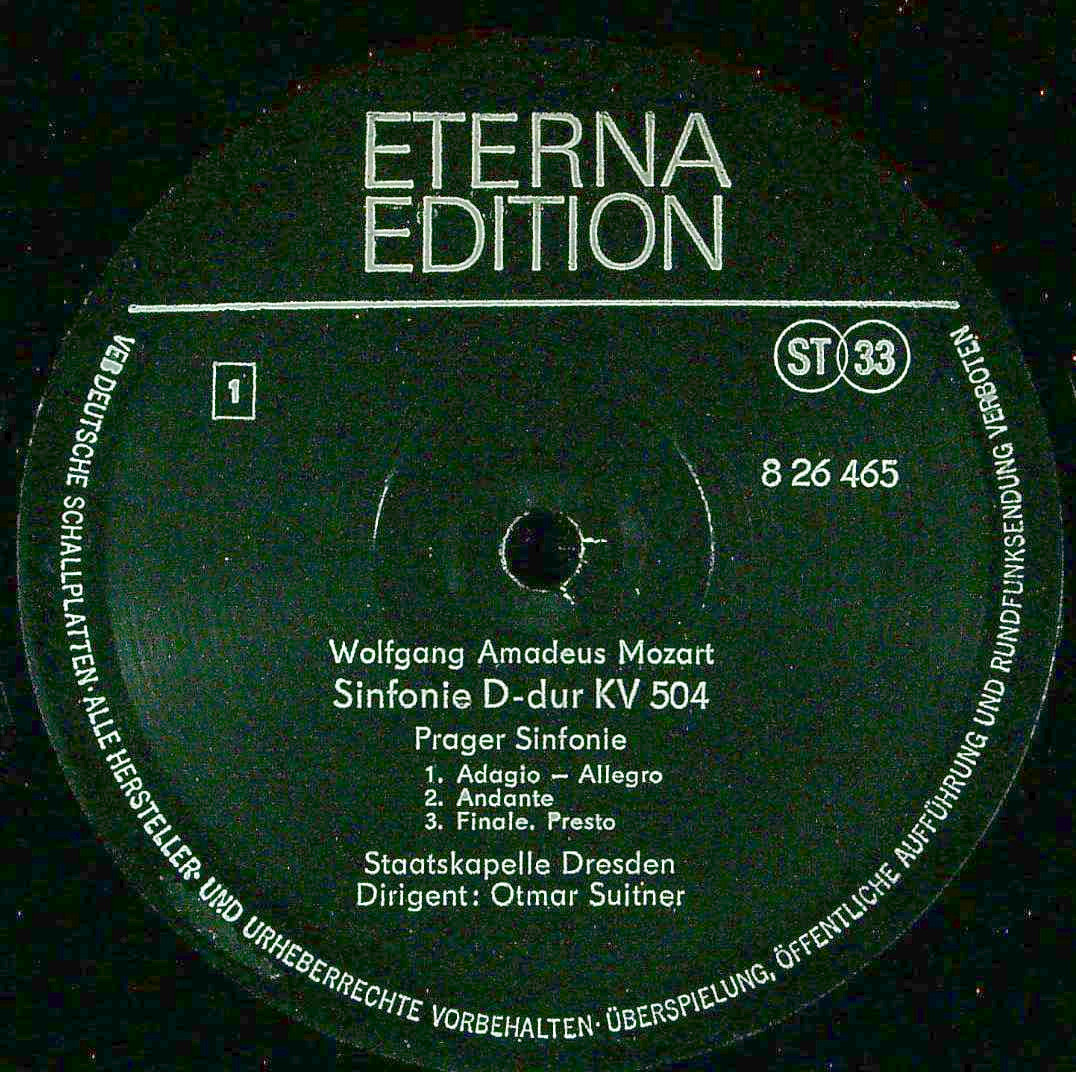 ETERNA
EDITION
1
ST 33
8 26 465
Wolfgang Amadeus Mozart
Sinfonie D-dur KV 504
Prager Sinfonie
1. Adagio – Allegro
2. Andante
3. Finale. Presto
Staatskapelle Dresden
Dirigent: Otmar Suitner
VEB DEUTSCHE SCHALLPLATTEN · ALLE HERSTELLER- UND URHEBERRECHTE VORBEHALTEN · ÜBERSPIELUNG, ÖFFENTLICHE AUFFÜHRUNG UND RUNDFUNKSENDUNG VERBOTEN